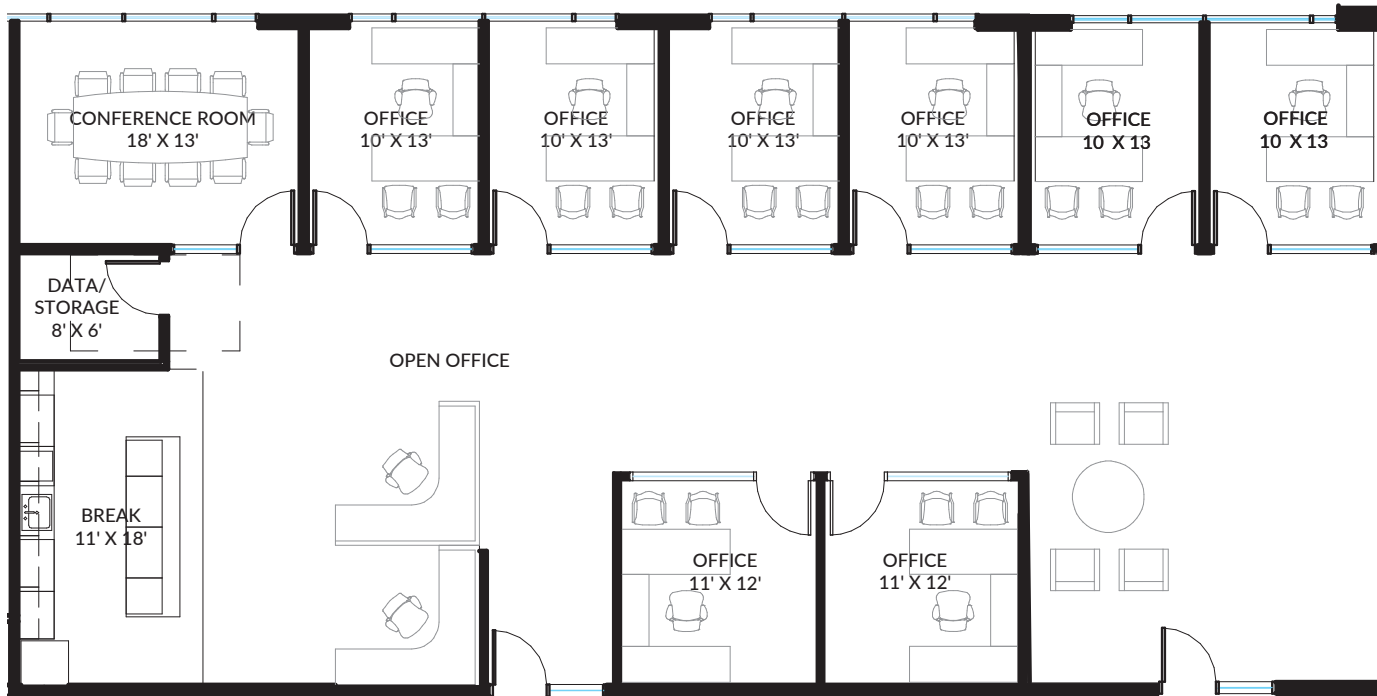 CONFERENCE ROOM
18' X 13'
OFFICE
10' X 13'
OFFICE
10' X 13'
OFFICE
10' X 13'
OFFICE
10' X 13'
OFFICE
10  X 13
OFFICE
10  X 13
DATA/
STORAGE
8' X 6'
OPEN OFFICE
BREAK
11' X 18'
OFFICE
11' X 12'
OFFICE
11' X 12'